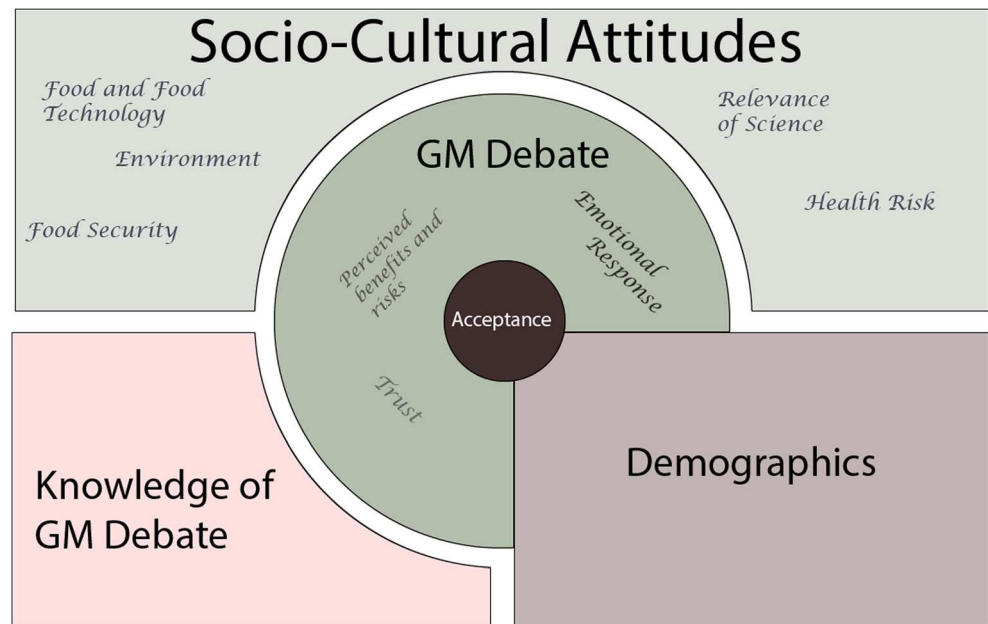 Socio-Cultural Attitudes
Food and Food
Technology
Environment
Food Security
Relevance
of Science
Health Risk
GM Debate
Perceived
benefits and
risks
Emotional
Response
Trust
Acceptance
Knowledge of
GM Debate
Demographics